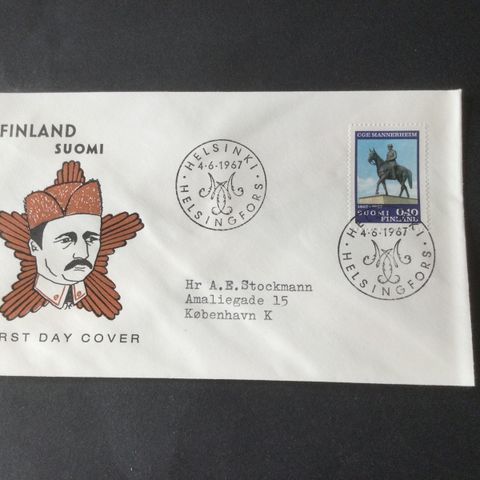 FINLAND
SUOMI
RST DAY COVER
HELSINKI
4-6-1967
HELSINGFORS
CGE MANNERHEIM
SUOMI 0,40
FINLAND
HELSINKI
4-6-1967
HELSINGFORS
Hr A.E.Stockmann
Amaliegade 15
København K